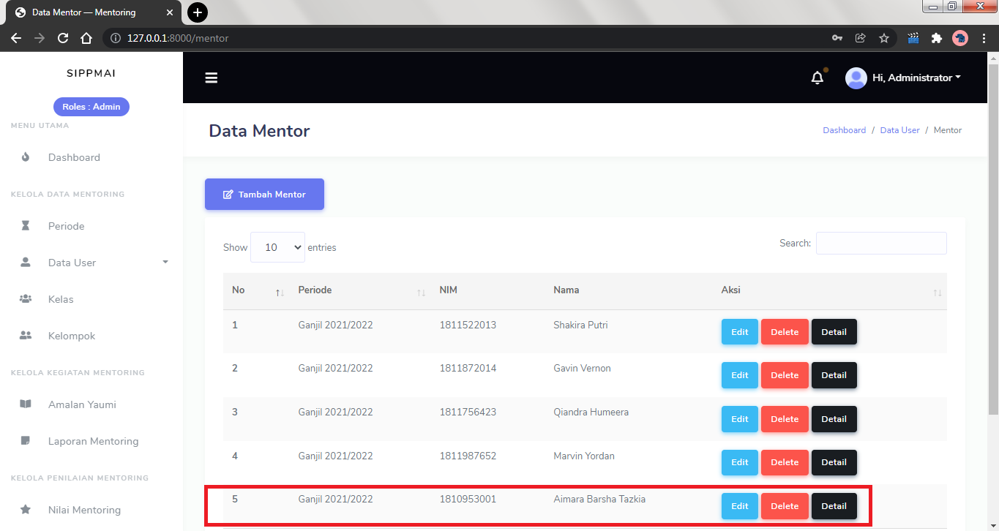 Data Mentor — Mentoring
127.0.0.1:8000/mentor
SIPPMAI
Roles : Admin
MENU UTAMA
Dashboard
KELOLA DATA MENTORING
Periode
Data User
Kelas
Kelompok
KELOLA KEGIATAN MENTORING
Amalan Yaumi
Laporan Mentoring
KELOLA PENILAIAN MENTORING
Nilai Mentoring
Hi, Administrator
Data Mentor
Dashboard / Data User / Mentor
Tambah Mentor
Show 10 entries
Search:
No Periode NIM Nama Aksi
1 Ganjil 2021/2022 1811522013 Shakira Putri Edit Delete Detail
2 Ganjil 2021/2022 1811872014 Gavin Vernon Edit Delete Detail
3 Ganjil 2021/2022 1811756423 Qiandra Humeera Edit Delete Detail
4 Ganjil 2021/2022 1811987652 Marvin Yordan Edit Delete Detail
5 Ganjil 2021/2022 1810953001 Aimara Barsha Tazkia Edit Delete Detail